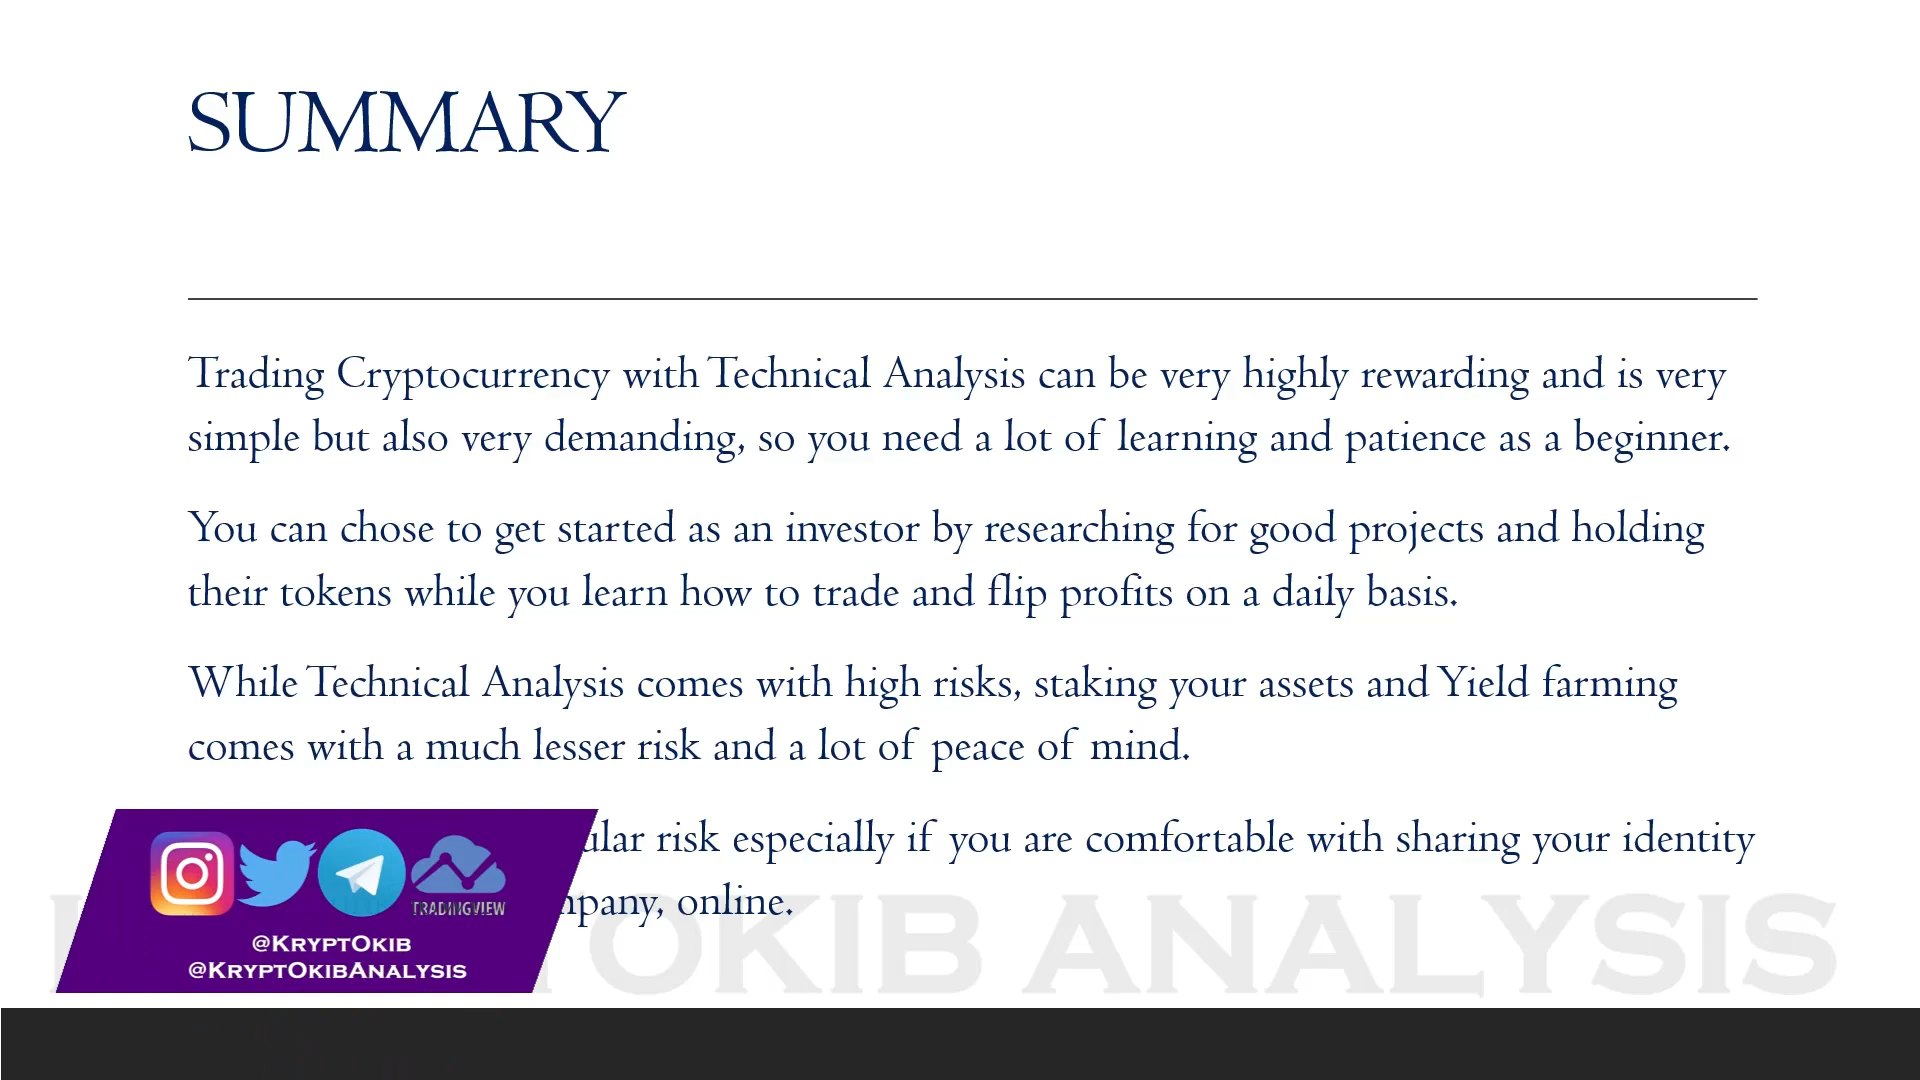 SUMMARY
Trading Cryptocurrency with Technical Analysis can be very highly rewarding and is very
simple but also very demanding, so you need a lot of learning and patience as a beginner.
You can chose to get started as an investor by researching for good projects and holding
their tokens while you learn how to trade and flip profits on a daily basis.
While Technical Analysis comes with high risks, staking your assets and Yield farming
comes with a much lesser risk and a lot of peace of mind.
risk especially if you are comfortable with sharing your identity
online.
TRADINGVIEW
@KRYPTOKIB
@KRYPTOKIBANALYSIS
OKIB ANALYSIS